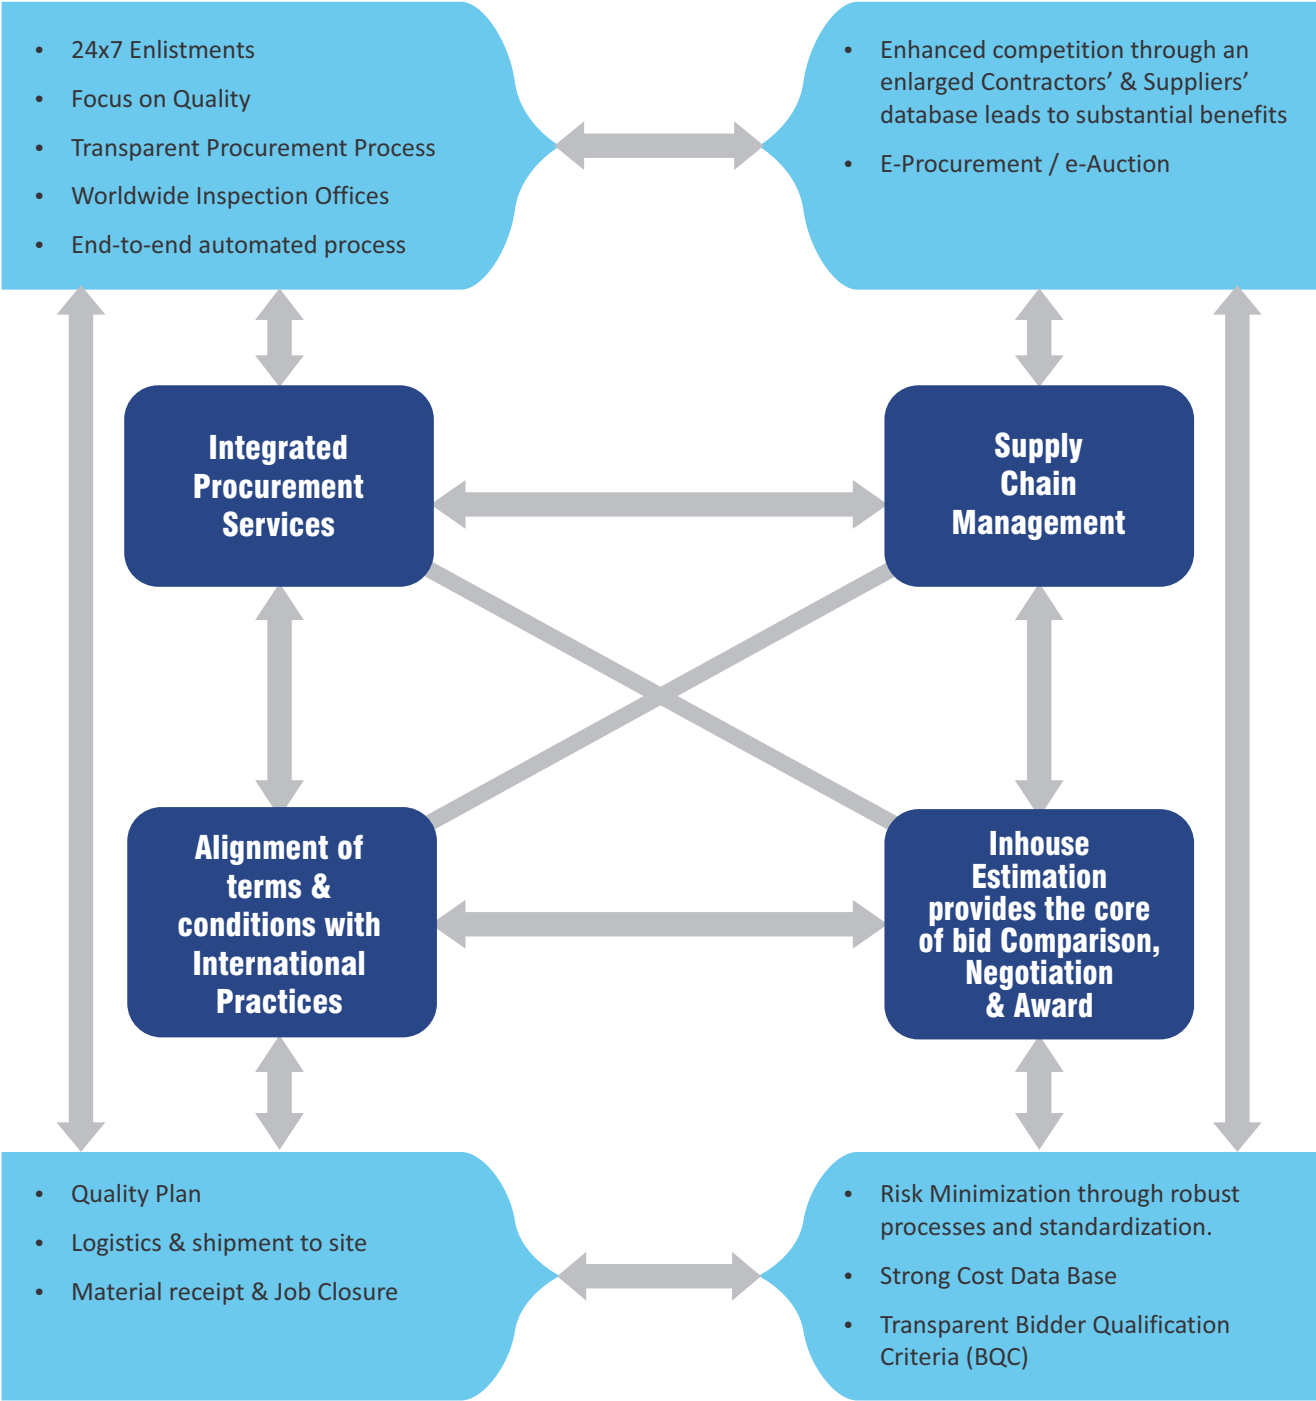 • 24x7 Enlistments
• Focus on Quality
• Transparent Procurement Process
• Worldwide Inspection Offices
• End-to-end automated process
• Enhanced competition through an
enlarged Contractors’ & Suppliers’
database leads to substantial benefits
• E-Procurement / e-Auction
Integrated
Procurement
Services
Supply
Chain
Management
Alignment of
terms &
conditions with
International
Practices
Inhouse
Estimation
provides the core
of bid Comparison,
Negotiation
& Award
• Quality Plan
• Logistics & shipment to site
• Material receipt & Job Closure
• Risk Minimization through robust
processes and standardization.
• Strong Cost Data Base
• Transparent Bidder Qualification
Criteria (BQC)